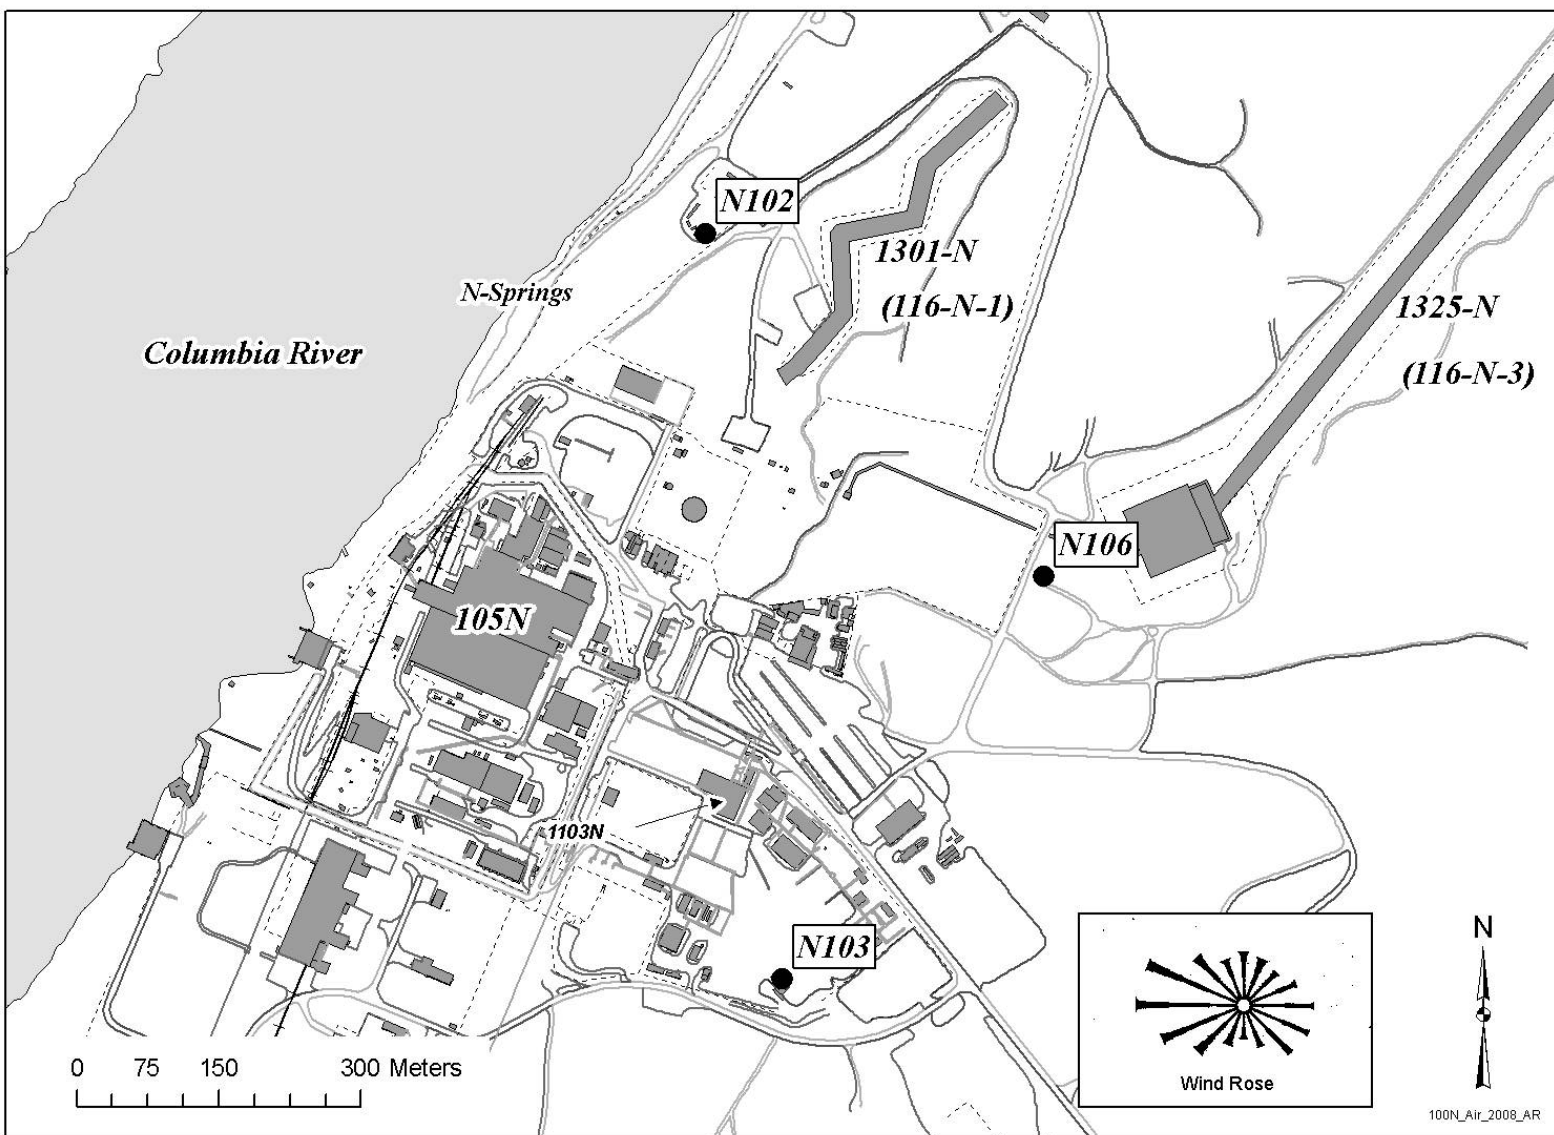 N102
1301-N
(116-N-1)
N-Springs
1325-N
(116-N-3)
Columbia River
N106
105N
1103N
N103
N
0 75 150 300 Meters
Wind Rose
100N_Air_2008_AR